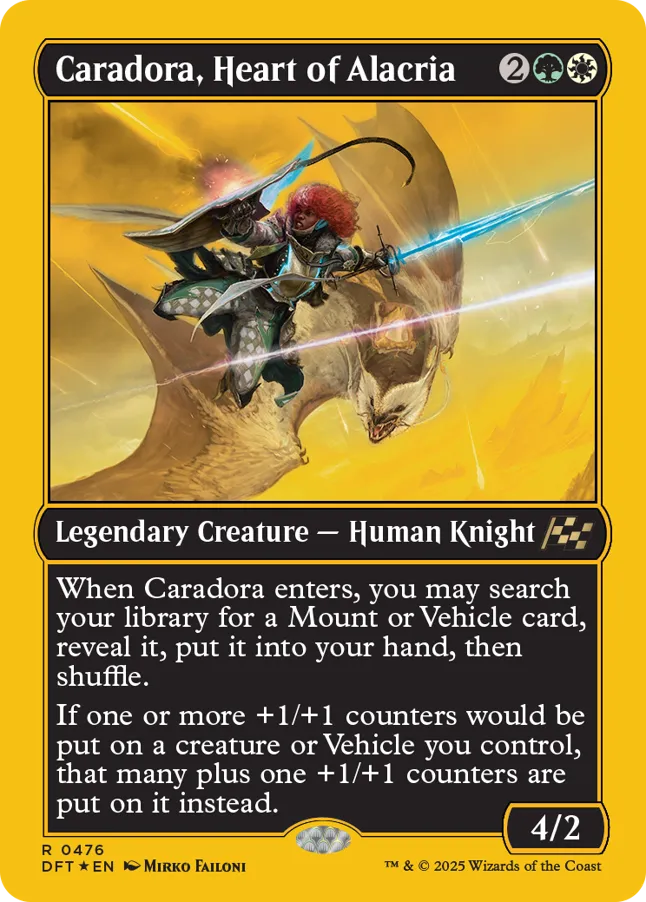 Caradora, Heart of Alacria 2
Legendary Creature — Human Knight
When Caradora enters, you may search
your library for a Mount or Vehicle card,
reveal it, put it into your hand, then
shuffle.
If one or more +1/+1 counters would be
put on a creature or Vehicle you control,
that many plus one +1/+1 counters are
put on it instead.
4/2
R 0476
DFT★EN Mirko Failoni
™ & © 2025 Wizards of the Coast